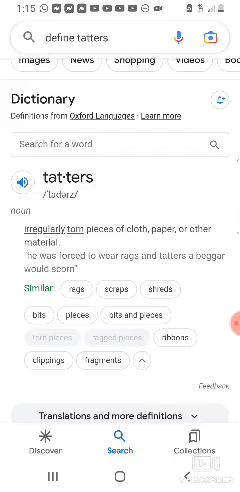 1:15
define tatters
Images News Shopping Videos Boo
Dictionary
Definitions from Oxford Languages · Learn more
Search for a word
tat·ters
/ˈtadərz/
noun
irregularly torn pieces of cloth, paper, or other
material.
"he was forced to wear rags and tatters a beggar
would scorn"
Similar: rags scraps shreds
bits pieces bits and pieces
torn pieces ragged pieces ribbons
clippings fragments
Feedback
Translations and more definitions
Discover Search Collections